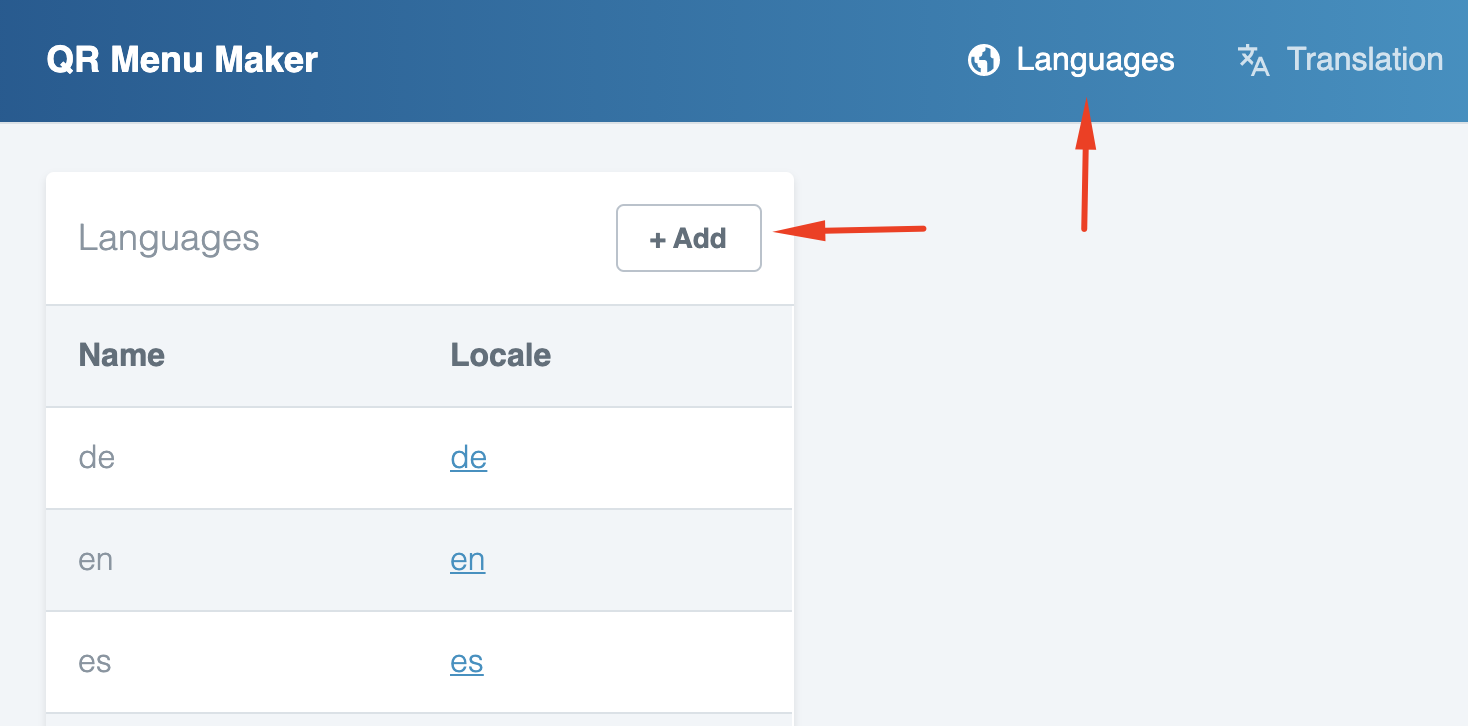 QR Menu Maker Languages Translation
Languages + Add
Name Locale
de de
en en
es es